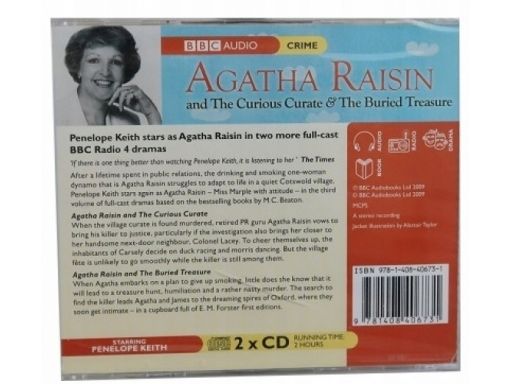 BBC AUDIO CRIME
AGATHA RAISIN
and The Curious Curate & The Buried Treasure
Penelope Keith stars as Agatha Raisin in two more full-cast
BBC Radio 4 dramas
'If there is one thing better than watching Penelope Keith, it is listening to her' The Times
After a lifetime spent in public relations, the drinking and smoking one-woman
dynamo that is Agatha Raisin struggles to adapt to life in a quiet Cotswold village.
Penelope Keith stars again as Agatha Raisin – Miss Marple with attitude – in the third
volume of full-cast dramas based on the bestselling books by M.C. Beaton.
Agatha Raisin and The Curious Curate
When the village curate is found murdered, retired PR guru Agatha Raisin vows to
bring his killer to justice, particularly if the investigation also brings her closer to
her handsome next-door neighbour, Colonel Lacey. To cheer themselves up, the
inhabitants of Carsely decide on duck racing and morris dancing. But the village
fête is unlikely to go smoothly while the killer is still in their midst.
Agatha Raisin and The Buried Treasure
When Agatha embarks on a plan to give up smoking, little does she know that it
will lead to a treasure hunt, humiliation and a rather nasty murder. The search to
find the killer leads Agatha and James to the dreaming spires of Oxford, where they
soon get intimate – in a cupboard full of E. M. Forster first editions.
AUDIO
RADIO
DRAMA
BOOK
℗ BBC Audiobooks Ltd 2009
© BBC Audiobooks Ltd 2009
MCPS
A stereo recording
Jacket illustration by Alistair Taylor
ISBN 978-1-408-40673-1
9 781408 406731
STARRING
PENELOPE KEITH
2 x CD
RUNNING TIME
2 HOURS